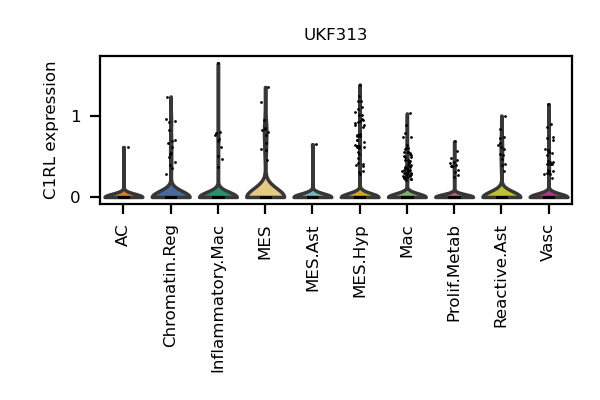 UKF313
C1RL expression
1
0
AC
Chromatin.Reg
Inflammatory.Mac
MES
MES.Ast
MES.Hyp
Mac
Prolif.Metab
Reactive.Ast
Vasc